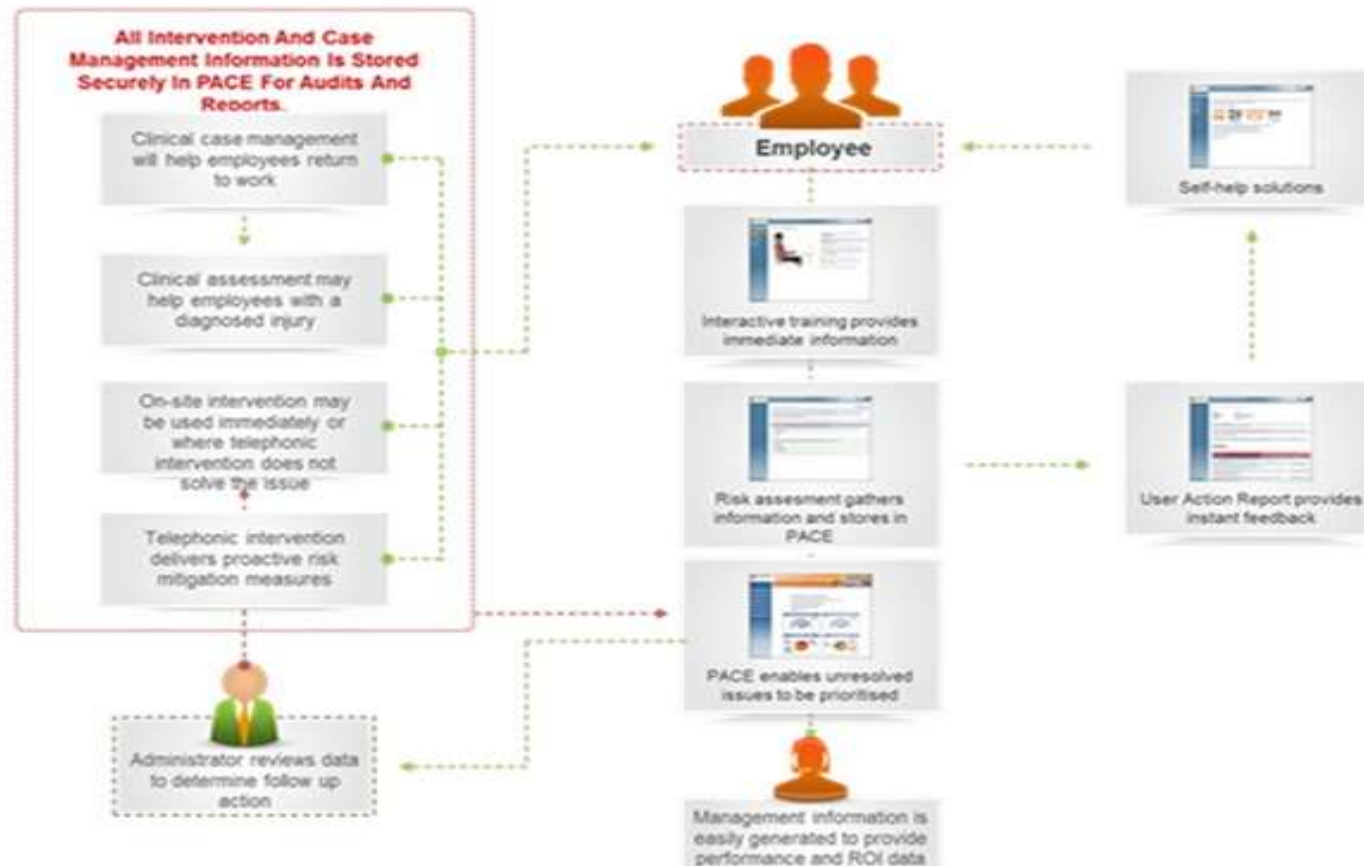 All Intervention And Case
Management Information Is Stored
Securely In PACE For Audits And
Reports.
Clinical case management
will help employees return
to work
Clinical assessment may
help employees with a
diagnosed injury
On-site intervention may
be used immediately or
where telephonic
intervention does not
solve the issue
Telephonic intervention
delivers proactive risk
mitigation measures
Administrator reviews data
to determine follow up
action
Employee
Interactive training provides
immediate information
Risk assesment gathers
information and stores in
PACE
PACE enables unresolved
issues to be prioritised
Management information is
easily generated to provide
performance and ROI data
Self-help solutions
User Action Report provides
instant feedback